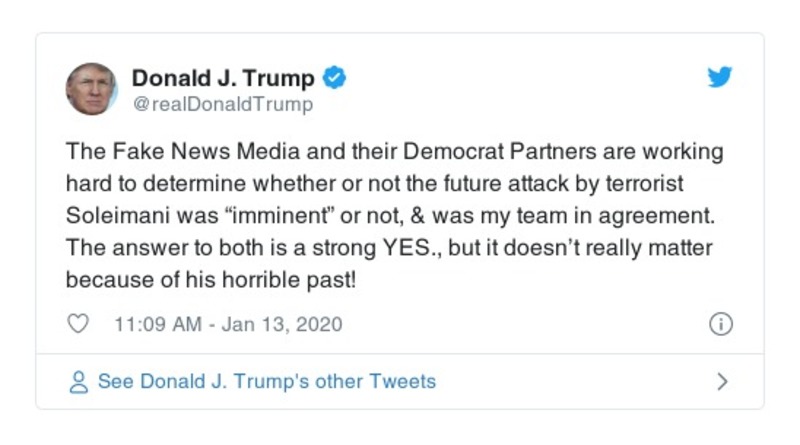 Donald J. Trump
@realDonaldTrump
The Fake News Media and their Democrat Partners are working
hard to determine whether or not the future attack by terrorist
Soleimani was “imminent” or not, & was my team in agreement.
The answer to both is a strong YES., but it doesn’t really matter
because of his horrible past!
11:09 AM - Jan 13, 2020
See Donald J. Trump's other Tweets